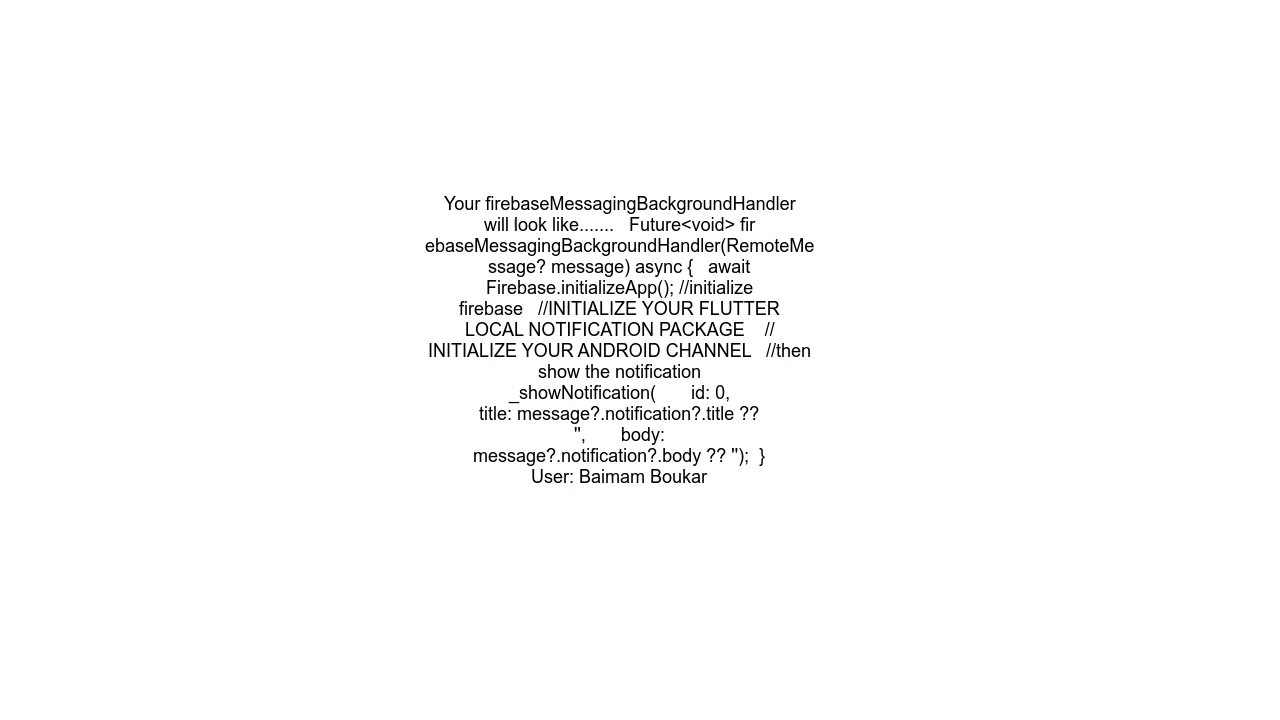 Your firebaseMessagingBackgroundHandler
will look like.......   Future<void> fir
ebaseMessagingBackgroundHandler(RemoteMe
ssage? message) async {   await
Firebase.initializeApp(); //initialize
firebase   //INITIALIZE YOUR FLUTTER
LOCAL NOTIFICATION PACKAGE    //
INITIALIZE YOUR ANDROID CHANNEL   //then
show the notification
_showNotification(       id: 0,
title: message?.notification?.title ??
'',       body:
message?.notification?.body ?? '');  }
User: Baimam Boukar